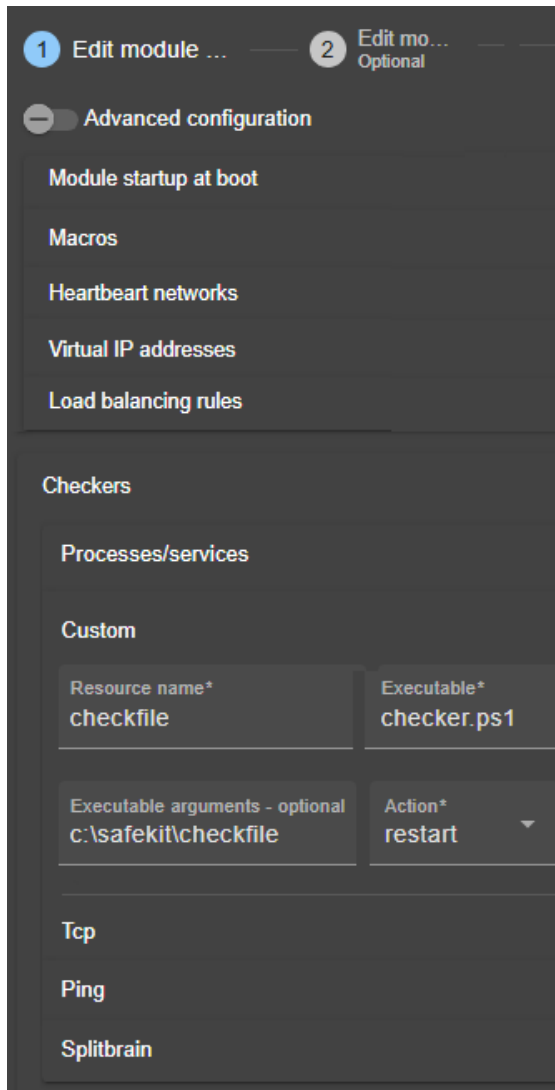 1 Edit module ... 2 Edit mo...
Optional
Advanced configuration
Module startup at boot
Macros
Heartbeart networks
Virtual IP addresses
Load balancing rules
Checkers
Processes/services
Custom
Resource name* Executable*
checkfile checker.ps1
Executable arguments - optional Action*
c:\safekit\checkfile restart
Tcp
Ping
Splitbrain